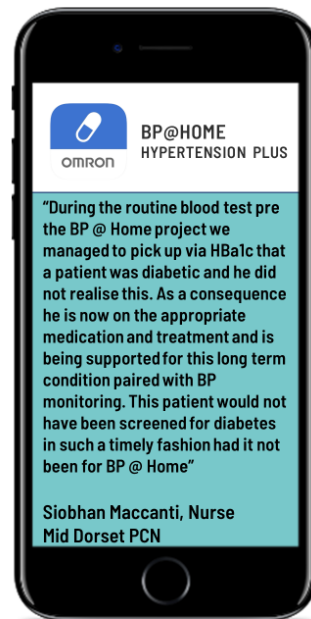 OMRON
BP@HOME
HYPERTENSION PLUS
“During the routine blood test pre
the BP @ Home project we
managed to pick up via HBa1c that
a patient was diabetic and he did
not realise this. As a consequence
he is now on the appropriate
medication and treatment and is
being supported for this long term
condition paired with BP
monitoring. This patient would not
have been screened for diabetes
in such a timely fashion had it not
been for BP @ Home”
Siobhan Maccanti, Nurse
Mid Dorset PCN